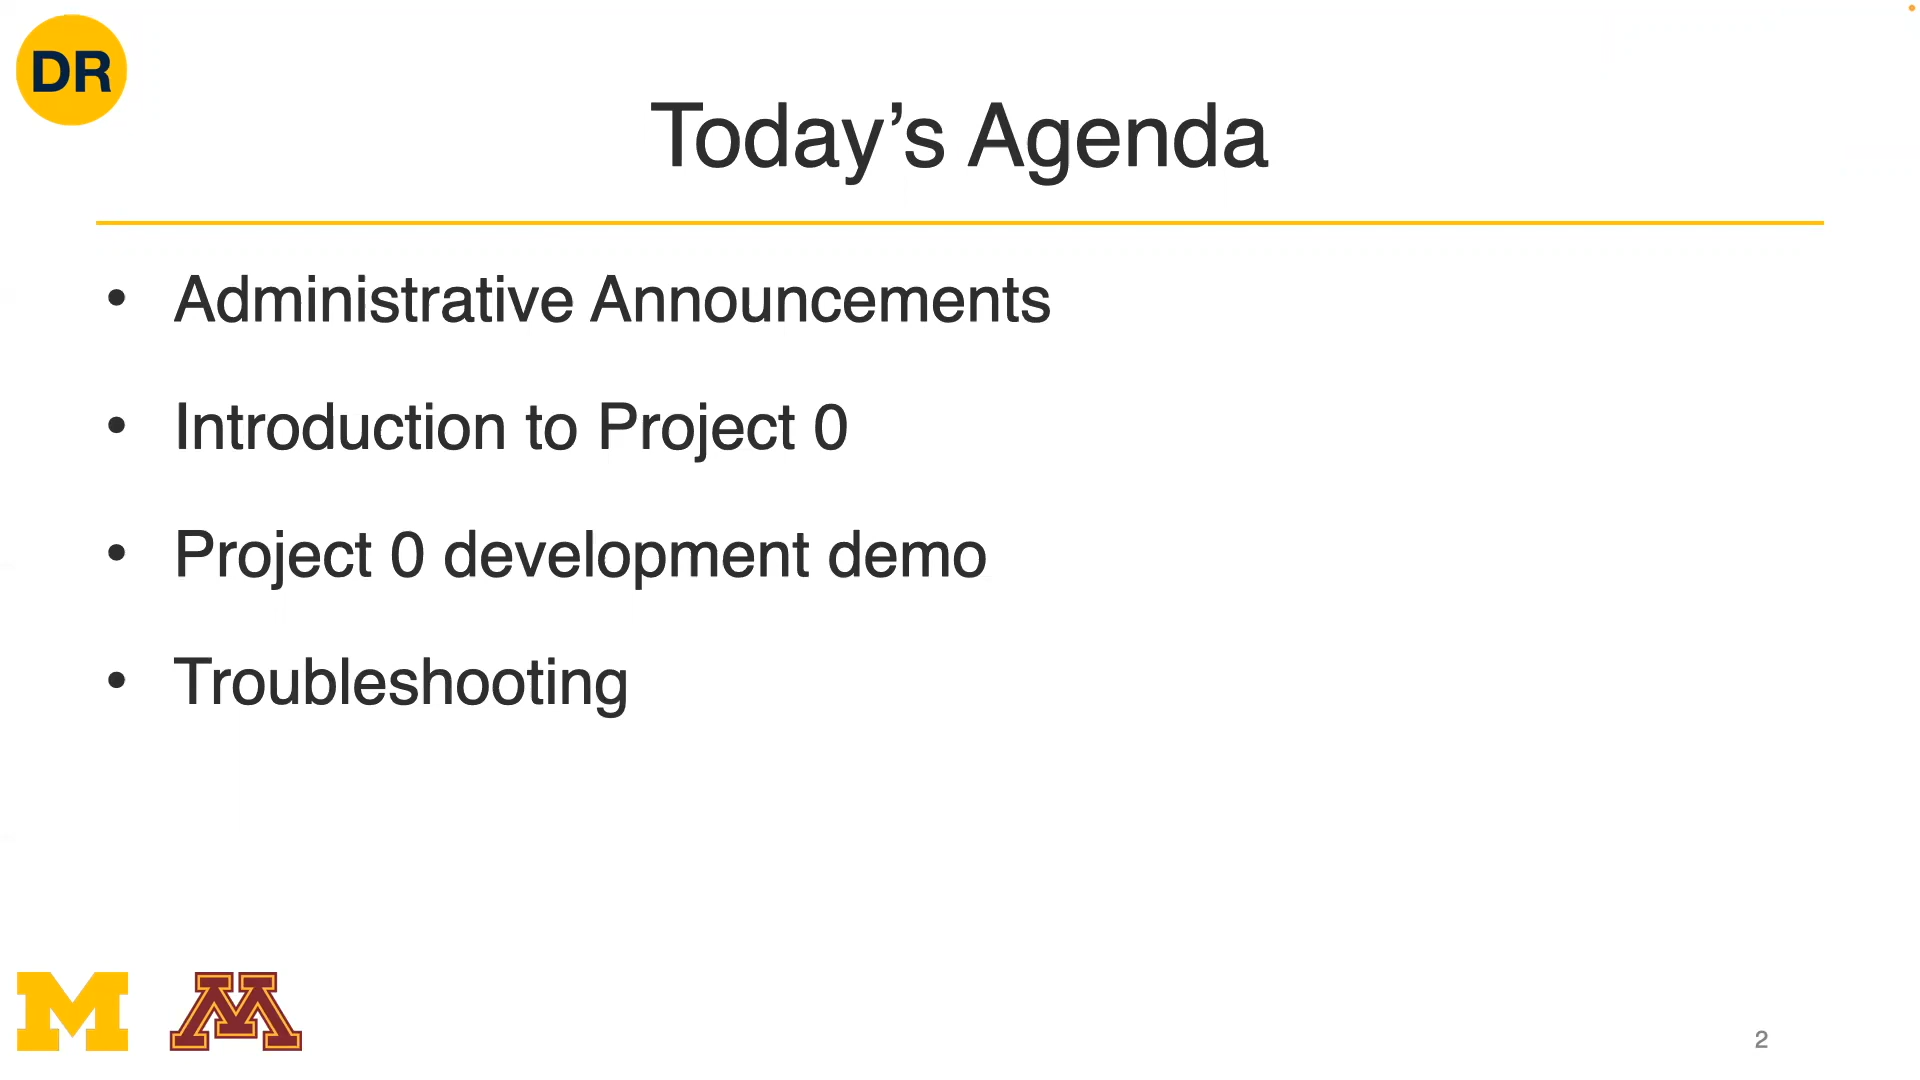 DR
Today’s Agenda
• Administrative Announcements
• Introduction to Project 0
• Project 0 development demo
• Troubleshooting
M M
2